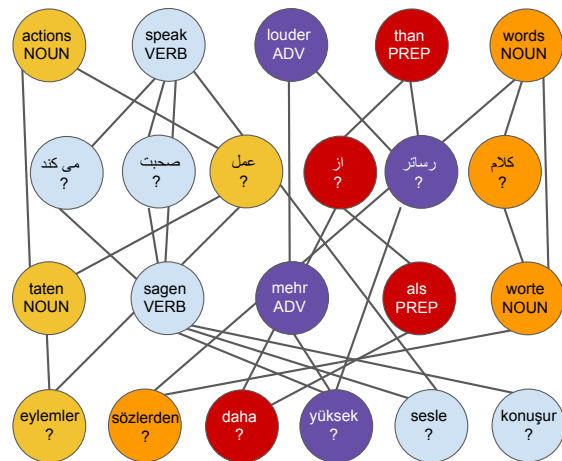 actions
NOUN
speak
VERB
louder
ADV
than
PREP
words
NOUN
می کند
?
صحبت
?
عمل
?
از
?
رساتر
?
کلام
?
taten
NOUN
sagen
VERB
mehr
ADV
als
PREP
worte
NOUN
eylemler
?
sözlerden
?
daha
?
yüksek
?
sesle
?
konuşur
?